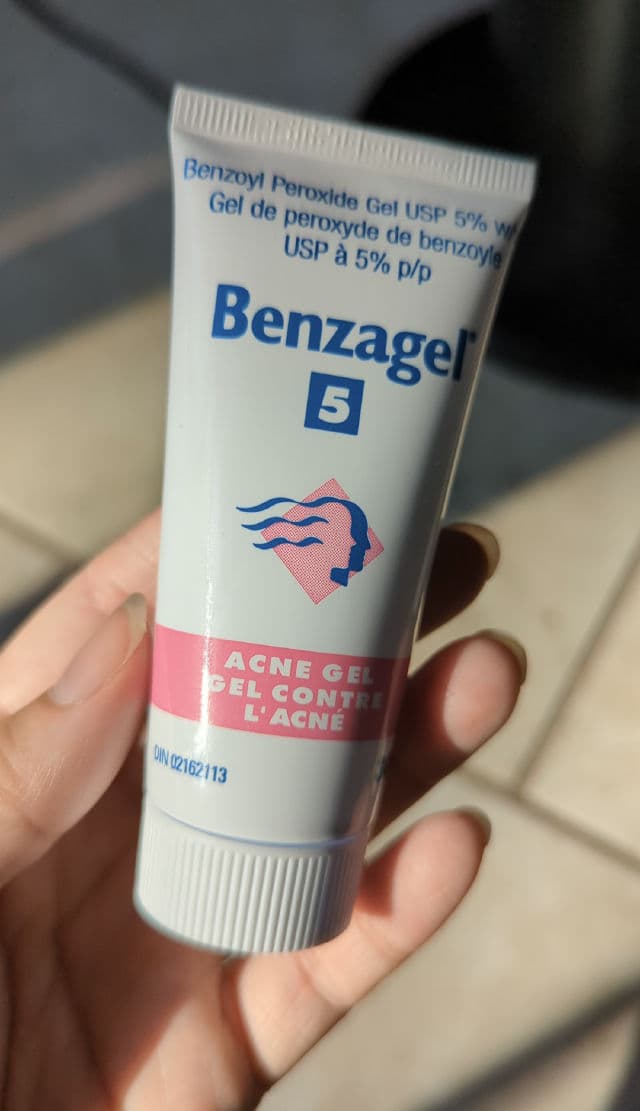 Benzoyl Peroxide Gel USP 5%
Gel de peroxyde de benzoyle
USP à 5% p/p
Benzagel
5
ACNE GEL
GEL CONTRE
L'ACNÉ
DIN 02162113